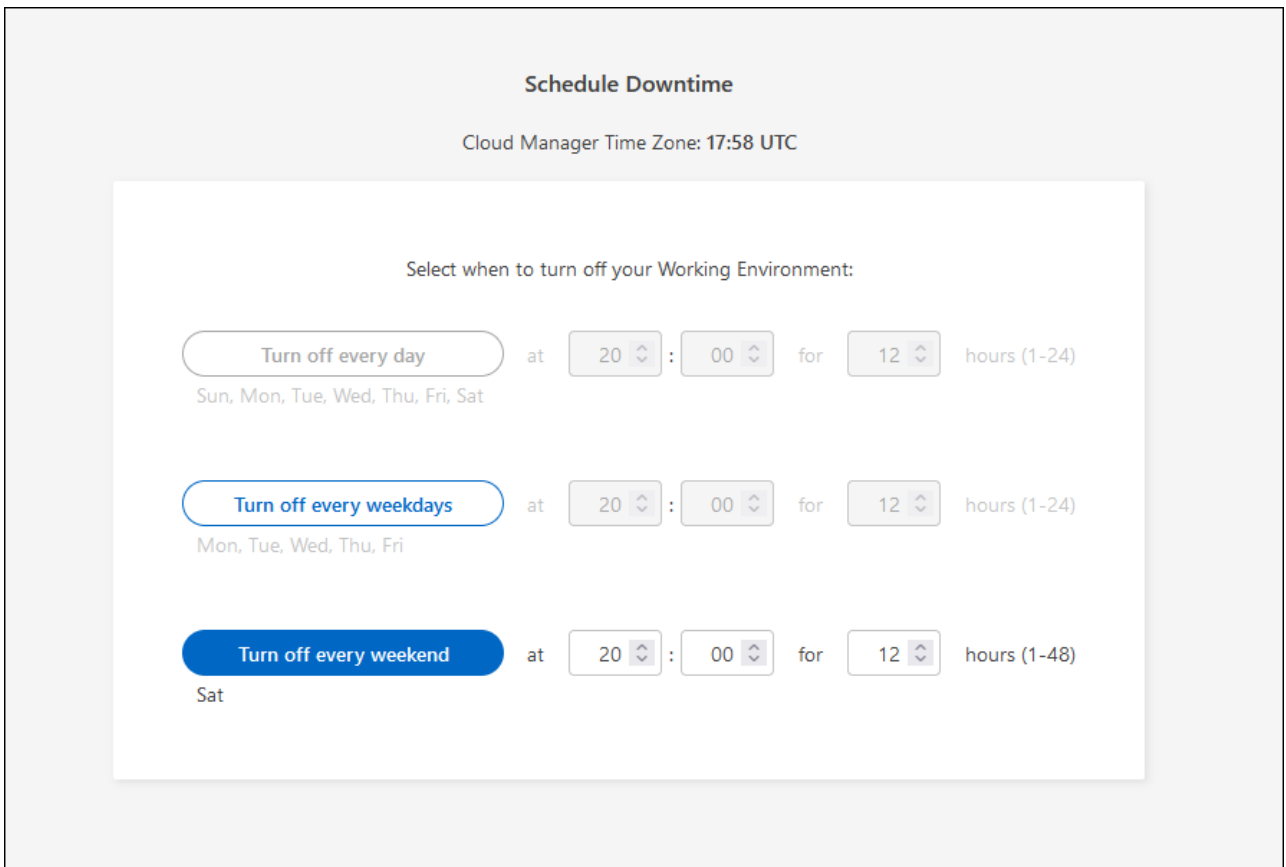 Schedule Downtime
Cloud Manager Time Zone: 17:58 UTC
Select when to turn off your Working Environment:
Turn off every day at 20 : 00 for 12 hours (1-24)
Sun, Mon, Tue, Wed, Thu, Fri, Sat
Turn off every weekdays at 20 : 00 for 12 hours (1-24)
Mon, Tue, Wed, Thu, Fri
Turn off every weekend at 20 : 00 for 12 hours (1-48)
Sat